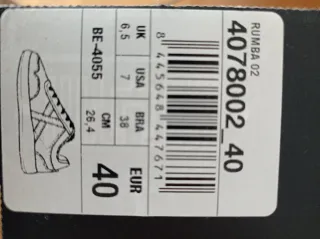 RUMBA 02
4078002_40
8 445648 447671
UK USA BRA EUR
6,5 7 38 40
BE-4055 CM
26,4